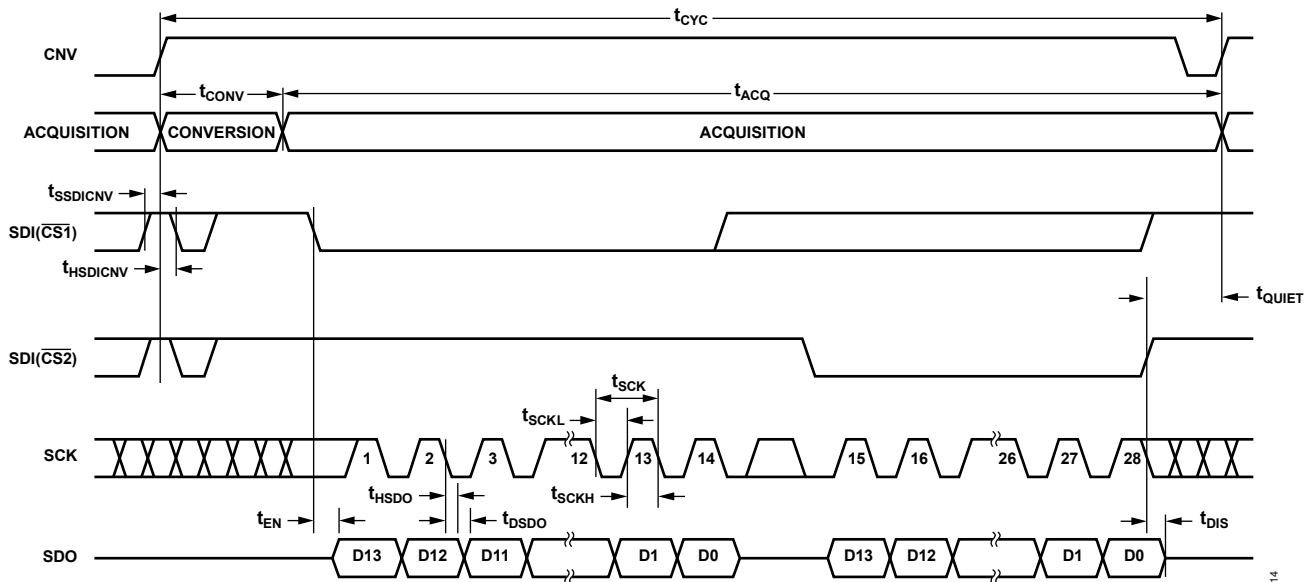 tCYC
CNV
tCONV
tACQ
ACQUISITION CONVERSION ACQUISITION
tSSDICNV
SDI(CS1)
tHSDICNV
tQUIET
SDI(CS2)
tSCK
tSCKL
SCK 1 2 3 12 13 14 15 16 26 27 28
tHSDO
tSCKH
tEN
tDSDO
tDIS
SDO D13 D12 D11 D1 D0 D13 D12 D1 D0
14